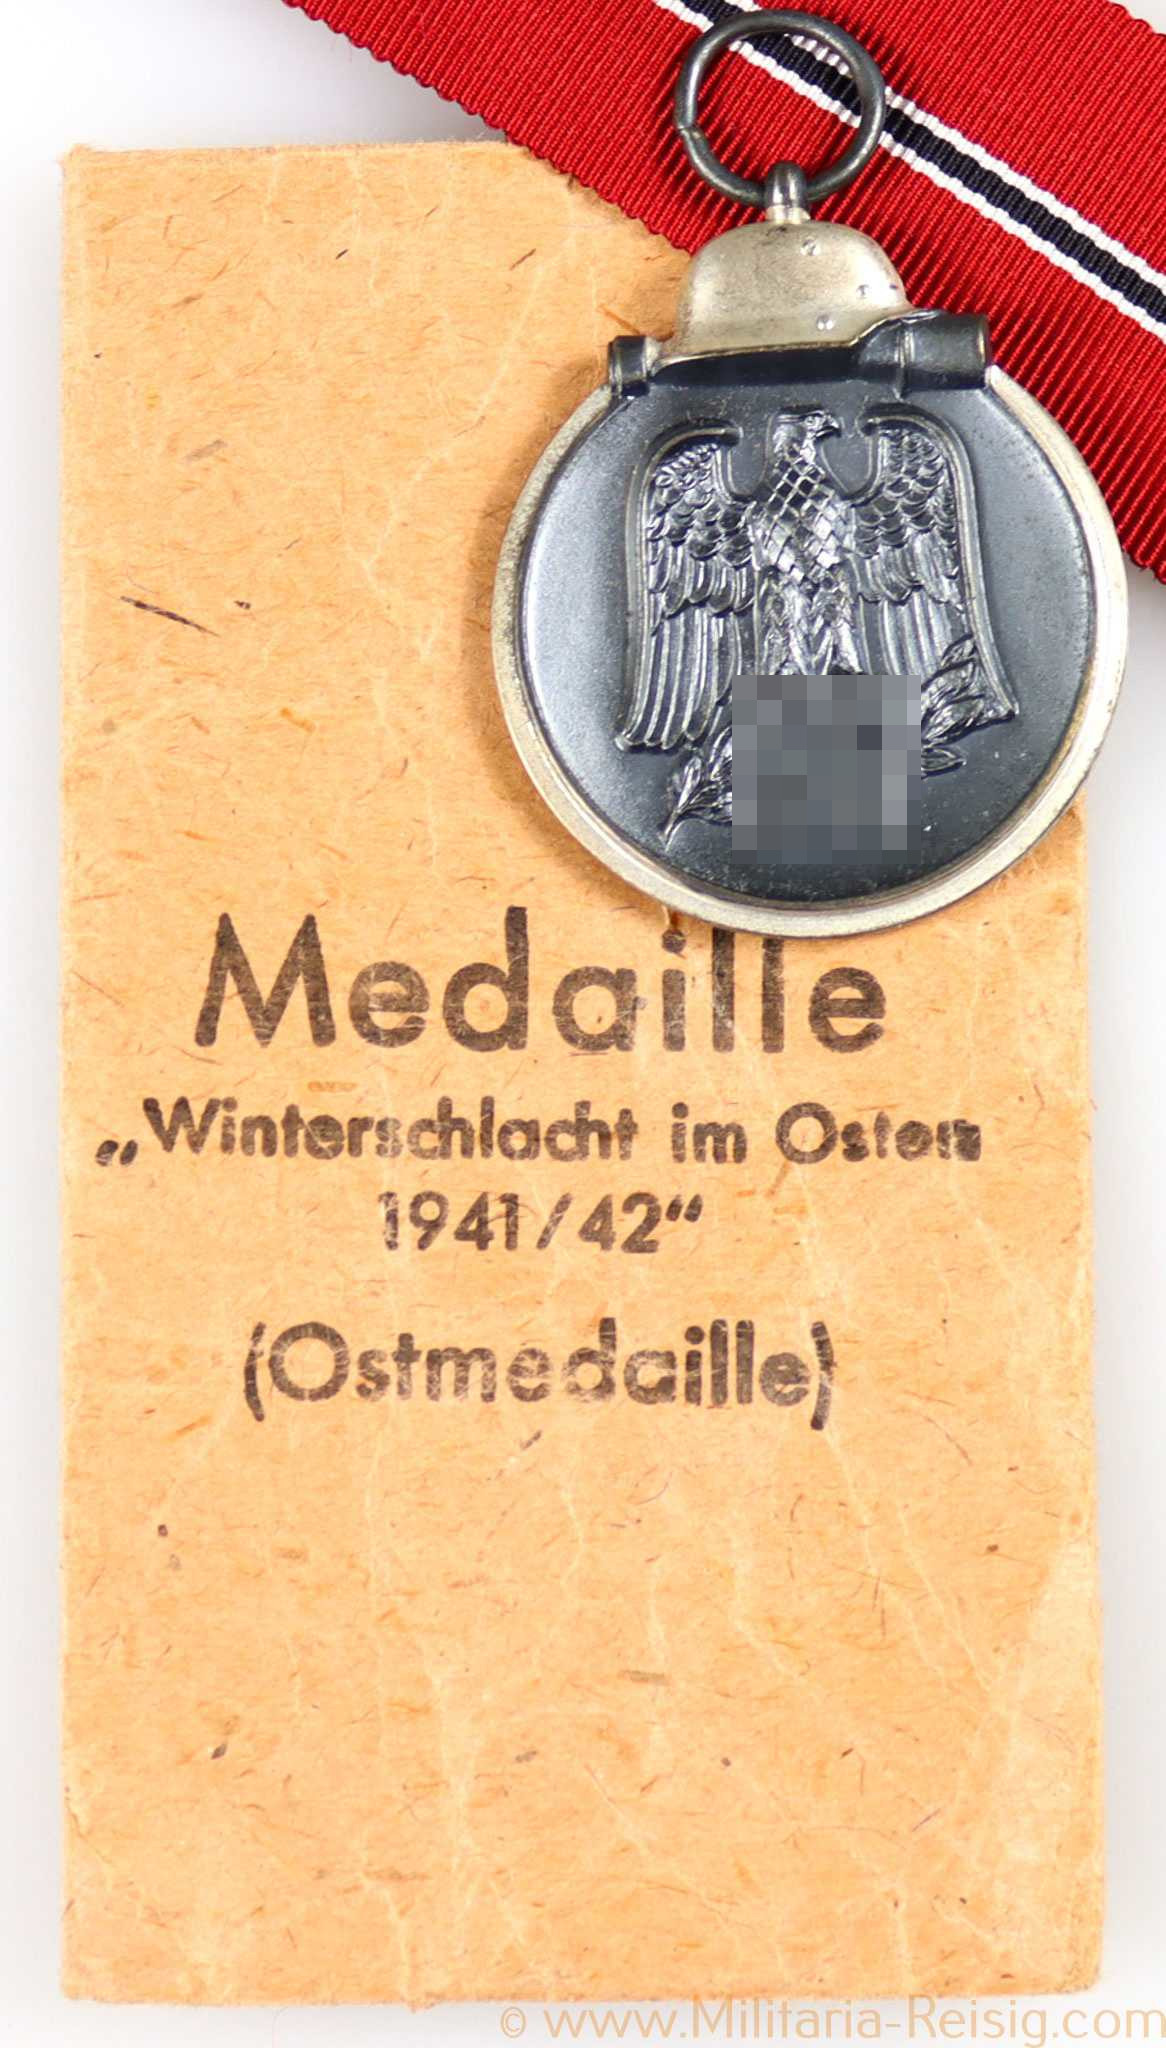 Medaille
„Winterschlacht im Osten
1941/42“
(Ostmedaille)
© www.Militaria-Reisig.com